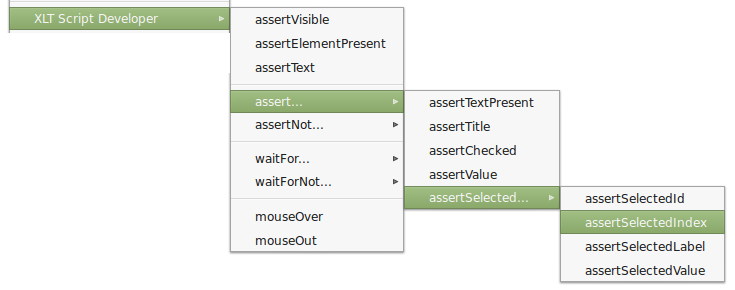 XLT Script Developer
assertVisible
assertElementPresent
assertText
assert...
assertNot...
waitFor...
waitForNot...
mouseOver
mouseOut
assertTextPresent
assertTitle
assertChecked
assertValue
assertSelected...
assertSelectedId
assertSelectedIndex
assertSelectedLabel
assertSelectedValue